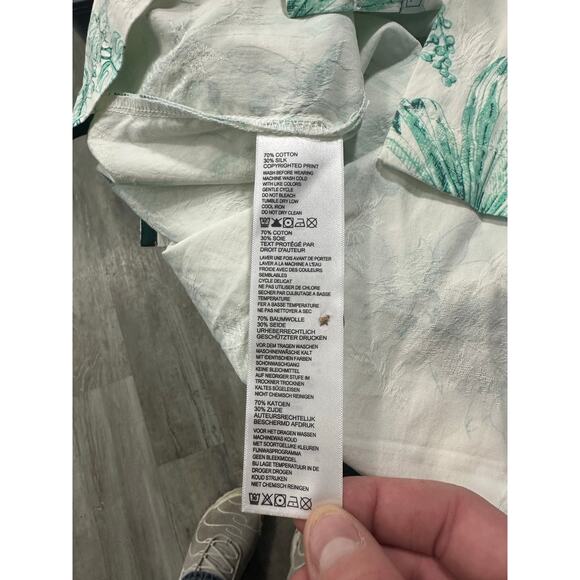 70% COTTON
30% SILK
COPYRIGHTED PRINT
WASH BEFORE WEARING
MACHINE WASH COLD
WITH LIKE COLORS
GENTLE CYCLE
DO NOT BLEACH
TUMBLE DRY LOW
COOL IRON
DO NOT DRY CLEAN
70% COTON
30% SOIE
TEXT PROTÉGÉ PAR
DROIT D'AUTEUR
LAVER UNE FOIS AVANT DE PORTER
LAVER A LA MACHINE A L'EAU
FROIDE AVEC DES COULEURS
SEMBLABLES
CYCLE DELICAT
NE PAS UTILISER DE CHLORE
SECHER PAR CULBUTAGE A BASSE
TEMPERATURE
FER A BASSE TEMPERATURE
NE PAS NETTOYER A SEC
70% BAUMWOLLE
30% SEIDE
URHEBERRECHTLICH
GESCHÜTZTER DRUCKEN
VOR DEM TRAGEN WASCHEN
MASCHINENWÄSCHE KALT
MIT IDENTISCHEN FARBEN
SCHONWASCHGANG
KEINE BLEICHMITTEL
AUF NIEDRIGER STUFE IM
TROCKNER TROCKNEN
KALTES SÜGELEISEN
NICHT CHEMISCH REINIGEN
70% KATOEN
30% ZIJDE
AUTEURSRECHTELIJK
BESCHERMD AFDRUK
VOOR HET DRAGEN WASSEN
MACHINEWAS KOUD
MET SOORTGELIJKE KLEUREN
FIJNWASPROGRAMMA
GEEN BLEEKMIDDEL
BIJ LAGE TEMPERATUUR IN DE
DROGER DROGEN
KOUD STRIJKEN
NIET CHEMISCH REINIGEN